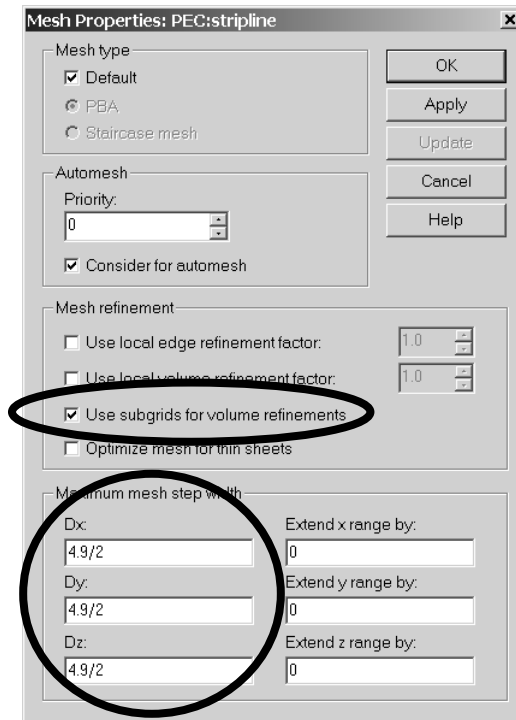 Mesh Properties: PEC:stripline
Mesh type
Default
PBA
Staircase mesh
OK
Apply
Update
Cancel
Help
Automesh
Priority:
0
Consider for automesh
Mesh refinement
Use local edge refinement factor:
1.0
Use local volume refinement factor:
1.0
Use subgrids for volume refinements
Optimize mesh for thin sheets
Maximum mesh step width
Dx:
Extend x range by:
4.9/2
0
Dy:
Extend y range by:
4.9/2
0
Dz:
Extend z range by:
4.9/2
0